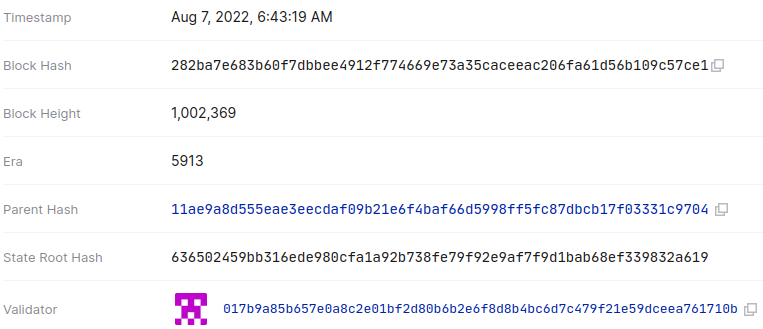 Timestamp Aug 7, 2022, 6:43:19 AM
Block Hash 282ba7e683b60f7dbbee4912f774669e73a35caceeac206fa61d56b109c57ce1
Block Height 1,002,369
Era 5913
Parent Hash 11ae9a8d555eae3eecdaf09b21e6f4baf66d5998ff5fc87dbcb17f03331c9704
State Root Hash 636502459bb316ede980cfa1a92b738fe79f92e9af7f9d1bab68ef339832a619
Validator 017b9a85b657e0a8c2e01bf2d80b6b2e6f8d8b4bc6d7c479f21e59dceea761710b